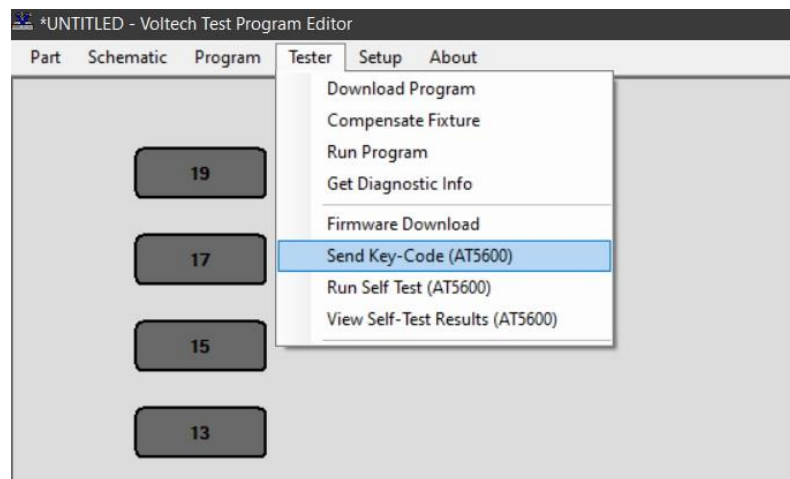 *UNTITLED - Voltech Test Program Editor
Part Schematic Program Tester Setup About
Download Program
Compensate Fixture
Run Program
Get Diagnostic Info
Firmware Download
Send Key-Code (AT5600)
Run Self Test (AT5600)
View Self-Test Results (AT5600)
19
17
15
13